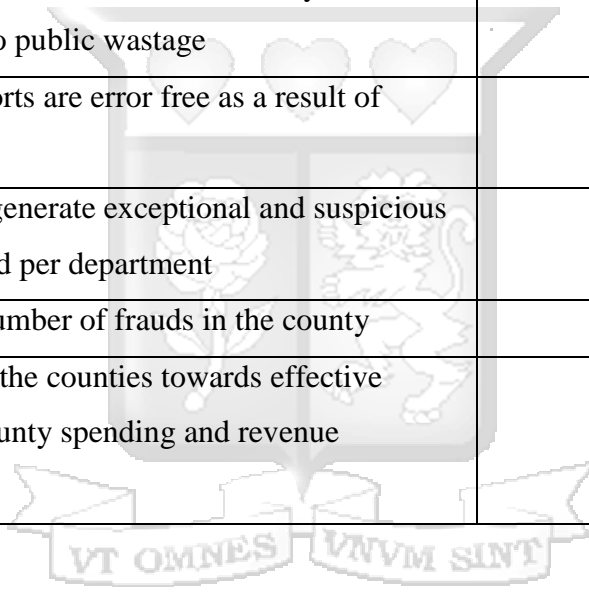 o public wastage
rts are error free as a result of
generate exceptional and suspicious
d per department
umber of frauds in the county
the counties towards effective
unty spending and revenue
VT OMNES VNVM SINT